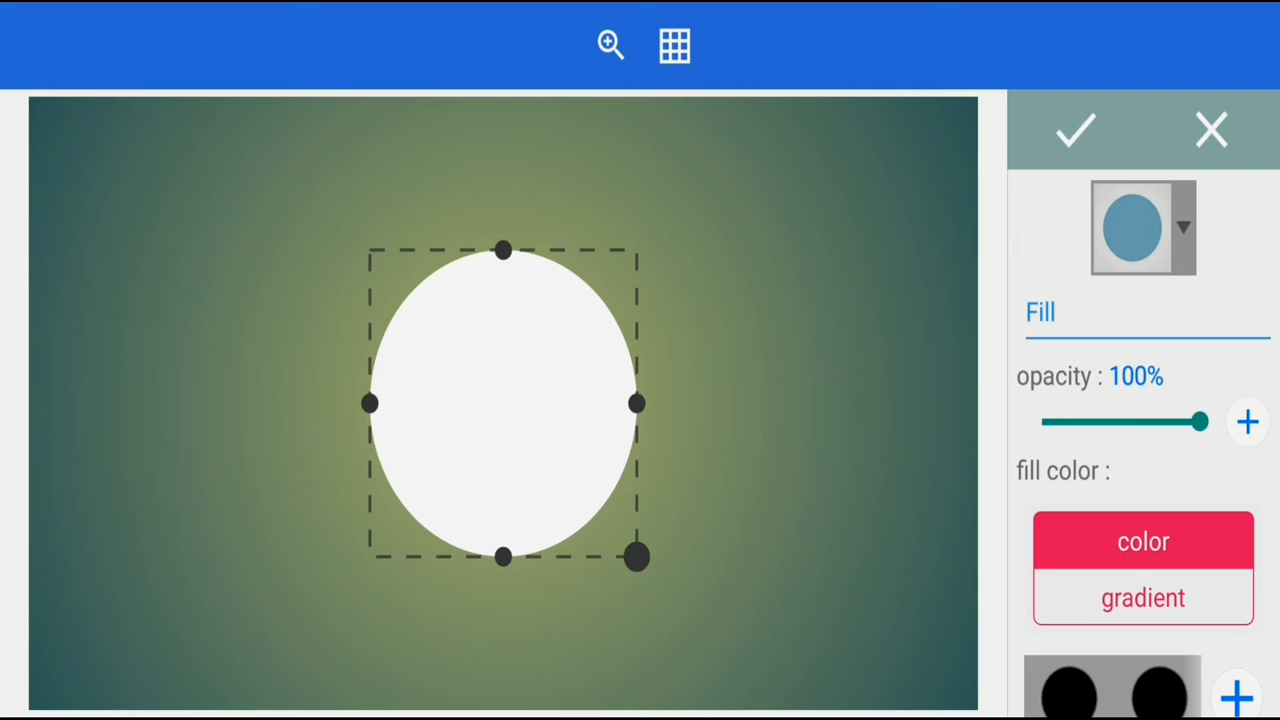 Fill
opacity : 100%
fill color :
color
gradient